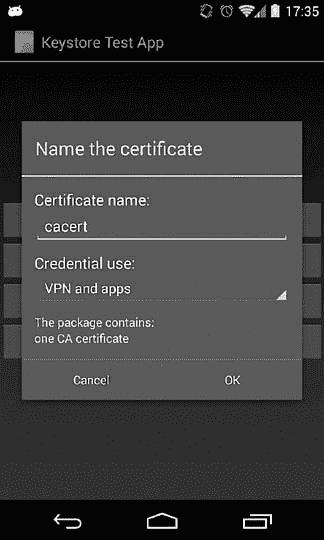 17:35
Keystore Test App
Name the certificate
Certificate name:
cacert
Credential use:
VPN and apps
The package contains:
one CA certificate
Cancel
OK